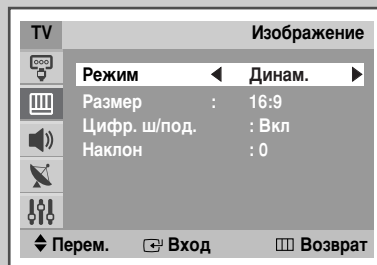 TV Изображение
Режим Динам.
Размер : 16:9
Цифр. ш/под. : Вкл
Наклон : 0
Перем. Вход Возврат